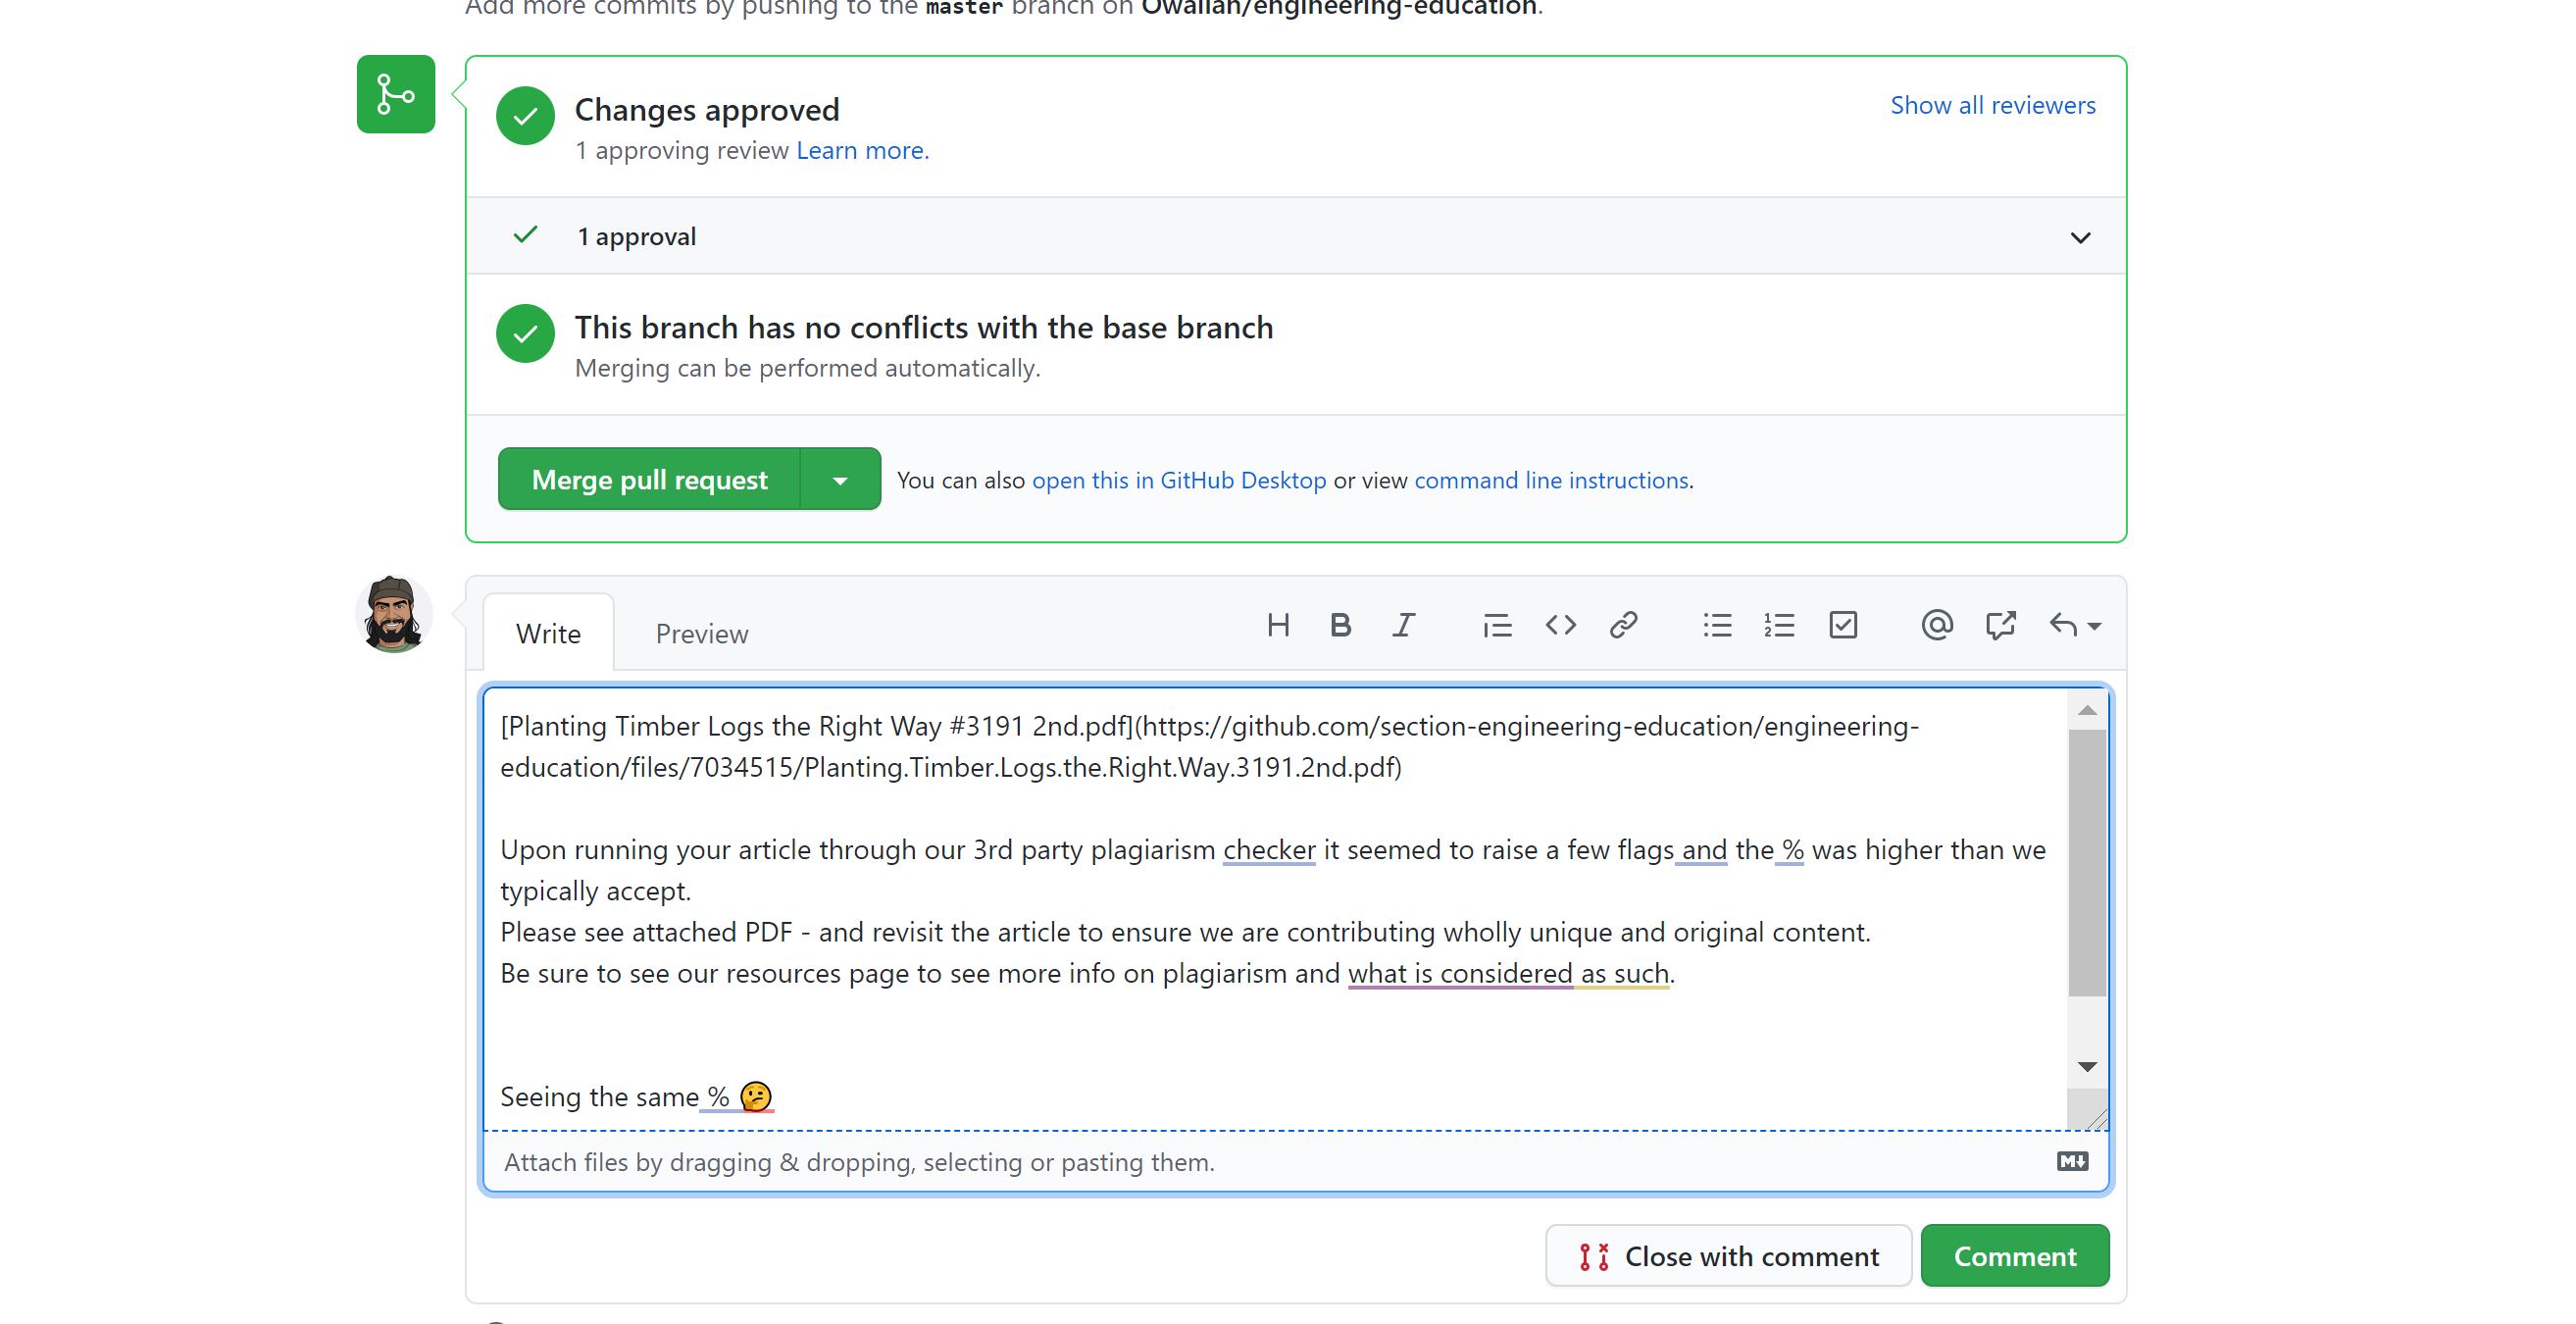 Add more commits by pushing to the master branch on Owallah/engineering-education.
Changes approved
Show all reviewers
1 approving review Learn more.
1 approval
This branch has no conflicts with the base branch
Merging can be performed automatically.
Merge pull request
You can also open this in GitHub Desktop or view command line instructions.
Write
Preview
[Planting Timber Logs the Right Way #3191 2nd.pdf](https://github.com/section-engineering-education/engineering-
education/files/7034515/Planting.Timber.Logs.the.Right.Way.3191.2nd.pdf)
Upon running your article through our 3rd party plagiarism checker it seemed to raise a few flags and the % was higher than we
typically accept.
Please see attached PDF - and revisit the article to ensure we are contributing wholly unique and original content.
Be sure to see our resources page to see more info on plagiarism and what is considered as such.
Seeing the same % 🤔
Attach files by dragging & dropping, selecting or pasting them.
Close with comment
Comment